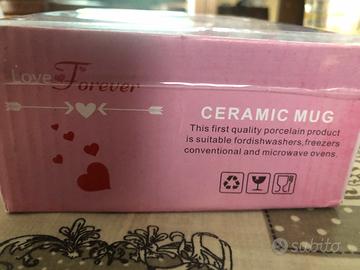 Love
Forever
CERAMIC MUG
This first quality porcelain product
is suitable fordishwashers,freezers
conventional and microwave ovens.
subito